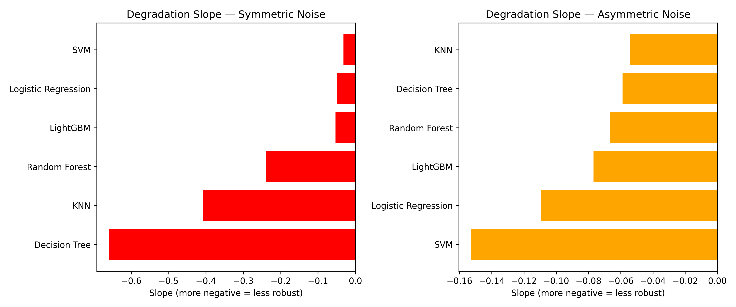 Degradation Slope — Symmetric Noise
SVM
Logistic Regression
LightGBM
Random Forest
KNN
Decision Tree
−0.6 −0.5 −0.4 −0.3 −0.2 −0.1 0.0
Slope (more negative = less robust)
Degradation Slope — Asymmetric Noise
KNN
Decision Tree
Random Forest
LightGBM
Logistic Regression
SVM
−0.16 −0.14 −0.12 −0.10 −0.08 −0.06 −0.04 −0.02 0.00
Slope (more negative = less robust)